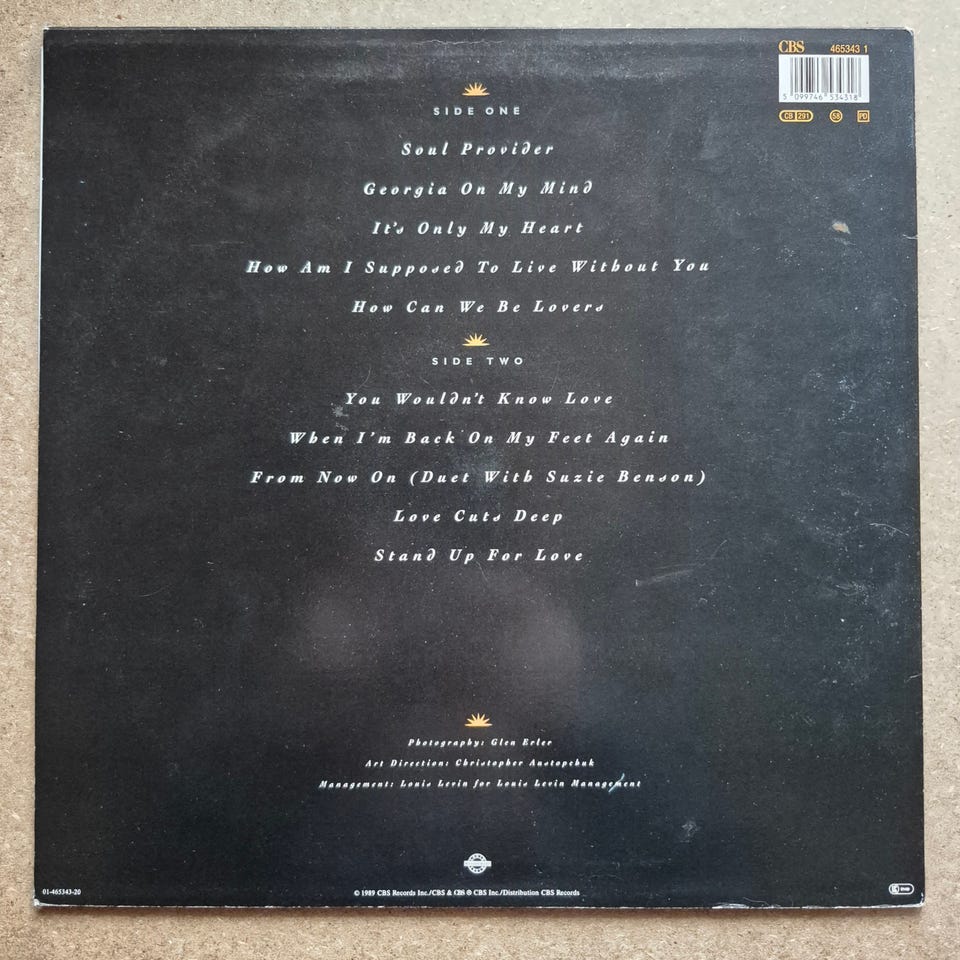 CBS 465343 1
5 099746 534318
CB 291 58 PD
SIDE ONE
Soul Provider
Georgia On My Mind
It's Only My Heart
How Am I Supposed To Live Without You
How Can We Be Lovers
SIDE TWO
You Wouldn't Know Love
When I'm Back On My Feet Again
From Now On (Duet With Suzie Benson)
Love Cuts Deep
Stand Up For Love
Photography: Glen Erler
Art Direction: Christopher Austopchuk
Management: Louis Levin for Louis Levin Management
01-465343-20
© 1989 CBS Records Inc./CBS & CBS ® CBS Inc./Distribution CBS Records